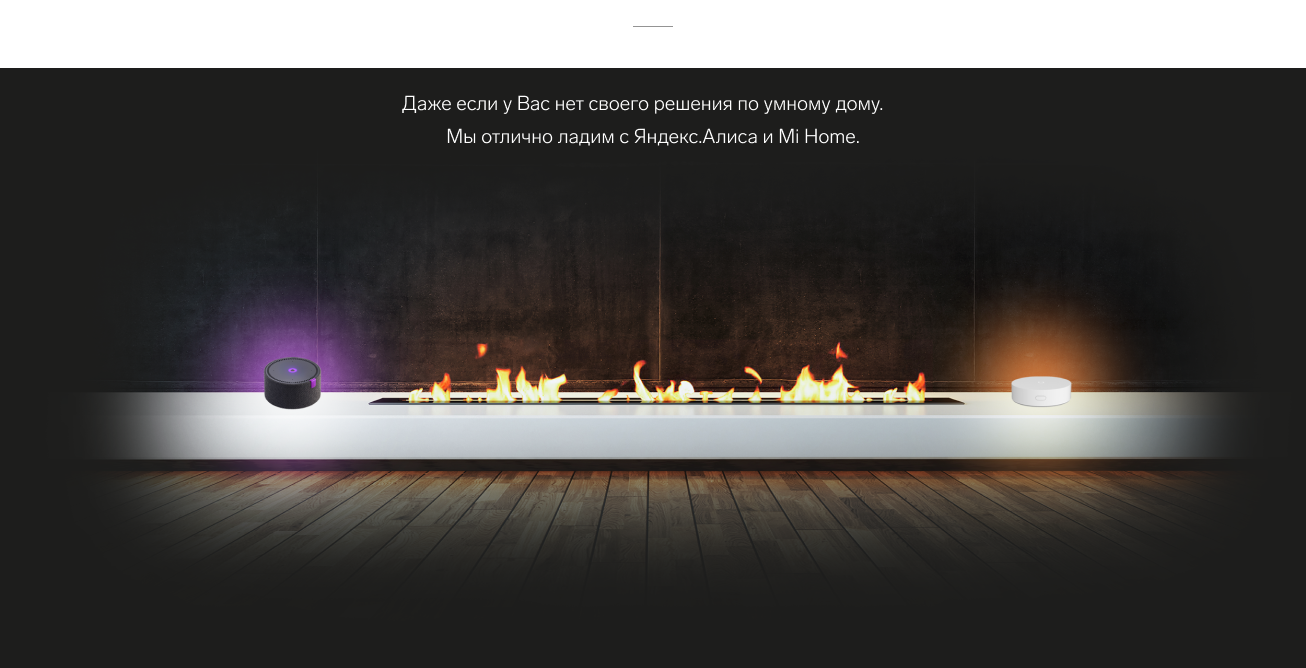 Даже если у Вас нет своего решения по умному дому.
Мы отлично ладим с Яндекс.Алиса и Mi Home.